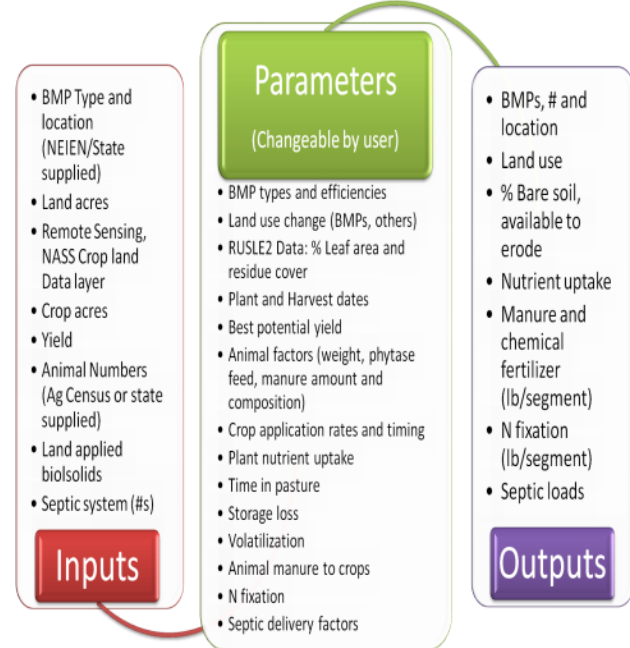 • BMP Type and
location
(NEIEN/State
supplied)
• Land acres
• Remote Sensing,
NASS Crop land
Data layer
• Crop acres
• Yield
• Animal Numbers
(Ag Census or state
supplied)
• Land applied
biolsolids
• Septic system (#s)
Inputs
Parameters
(Changeable by user)
• BMP types and efficiencies
• Land use change (BMPs, others)
• RUSLE2 Data: % Leaf area and
residue cover
• Plant and Harvest dates
• Best potential yield
• Animal factors (weight, phytase
feed, manure amount and
composition)
• Crop application rates and timing
• Plant nutrient uptake
• Time in pasture
• Storage loss
• Volatilization
• Animal manure to crops
• N fixation
• Septic delivery factors
• BMPs, # and
location
• Land use
• % Bare soil,
available to
erode
• Nutrient uptake
• Manure and
chemical
fertilizer
(lb/segment)
• N fixation
(lb/segment)
• Septic loads
Outputs